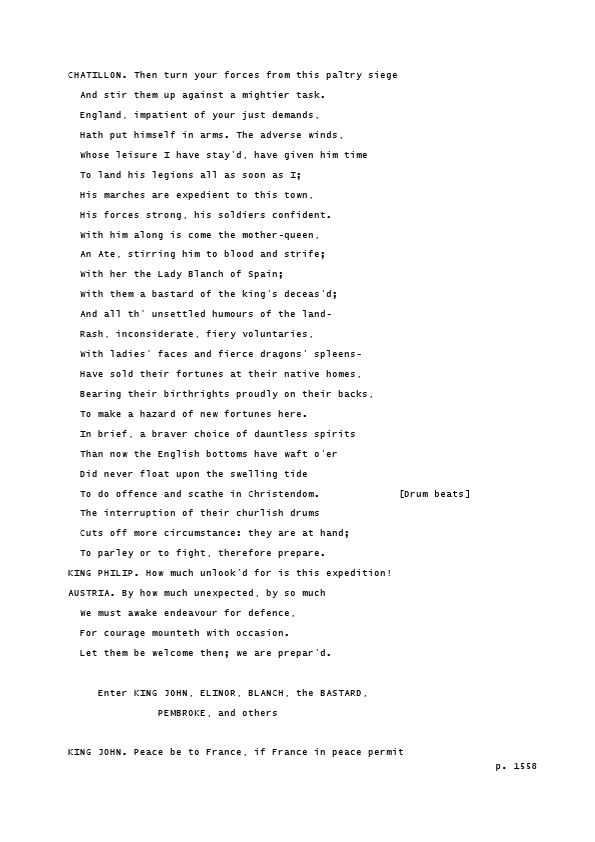 CHATILLON. Then turn your forces from this paltry siege
And stir them up against a mightier task.
England, impatient of your just demands,
Hath put himself in arms. The adverse winds,
Whose leisure I have stay'd, have given him time
To land his legions all as soon as I;
His marches are expedient to this town,
His forces strong, his soldiers confident.
With him along is come the mother-queen,
An Ate, stirring him to blood and strife;
With her the Lady Blanch of Spain;
With them a bastard of the king's deceas'd;
And all th' unsettled humours of the land-
Rash, inconsiderate, fiery voluntaries,
With ladies' faces and fierce dragons' spleens-
Have sold their fortunes at their native homes,
Bearing their birthrights proudly on their backs,
To make a hazard of new fortunes here.
In brief, a braver choice of dauntless spirits
Than now the English bottoms have waft o'er
Did never float upon the swelling tide
To do offence and scathe in Christendom. [Drum beats]
The interruption of their churlish drums
Cuts off more circumstance: they are at hand;
To parley or to fight, therefore prepare.
KING PHILIP. How much unlook'd for is this expedition!
AUSTRIA. By how much unexpected, by so much
We must awake endeavour for defence,
For courage mounteth with occasion.
Let them be welcome then; we are prepar'd.
Enter KING JOHN, ELINOR, BLANCH, the BASTARD,
PEMBROKE, and others
KING JOHN. Peace be to France, if France in peace permit
p. 1558